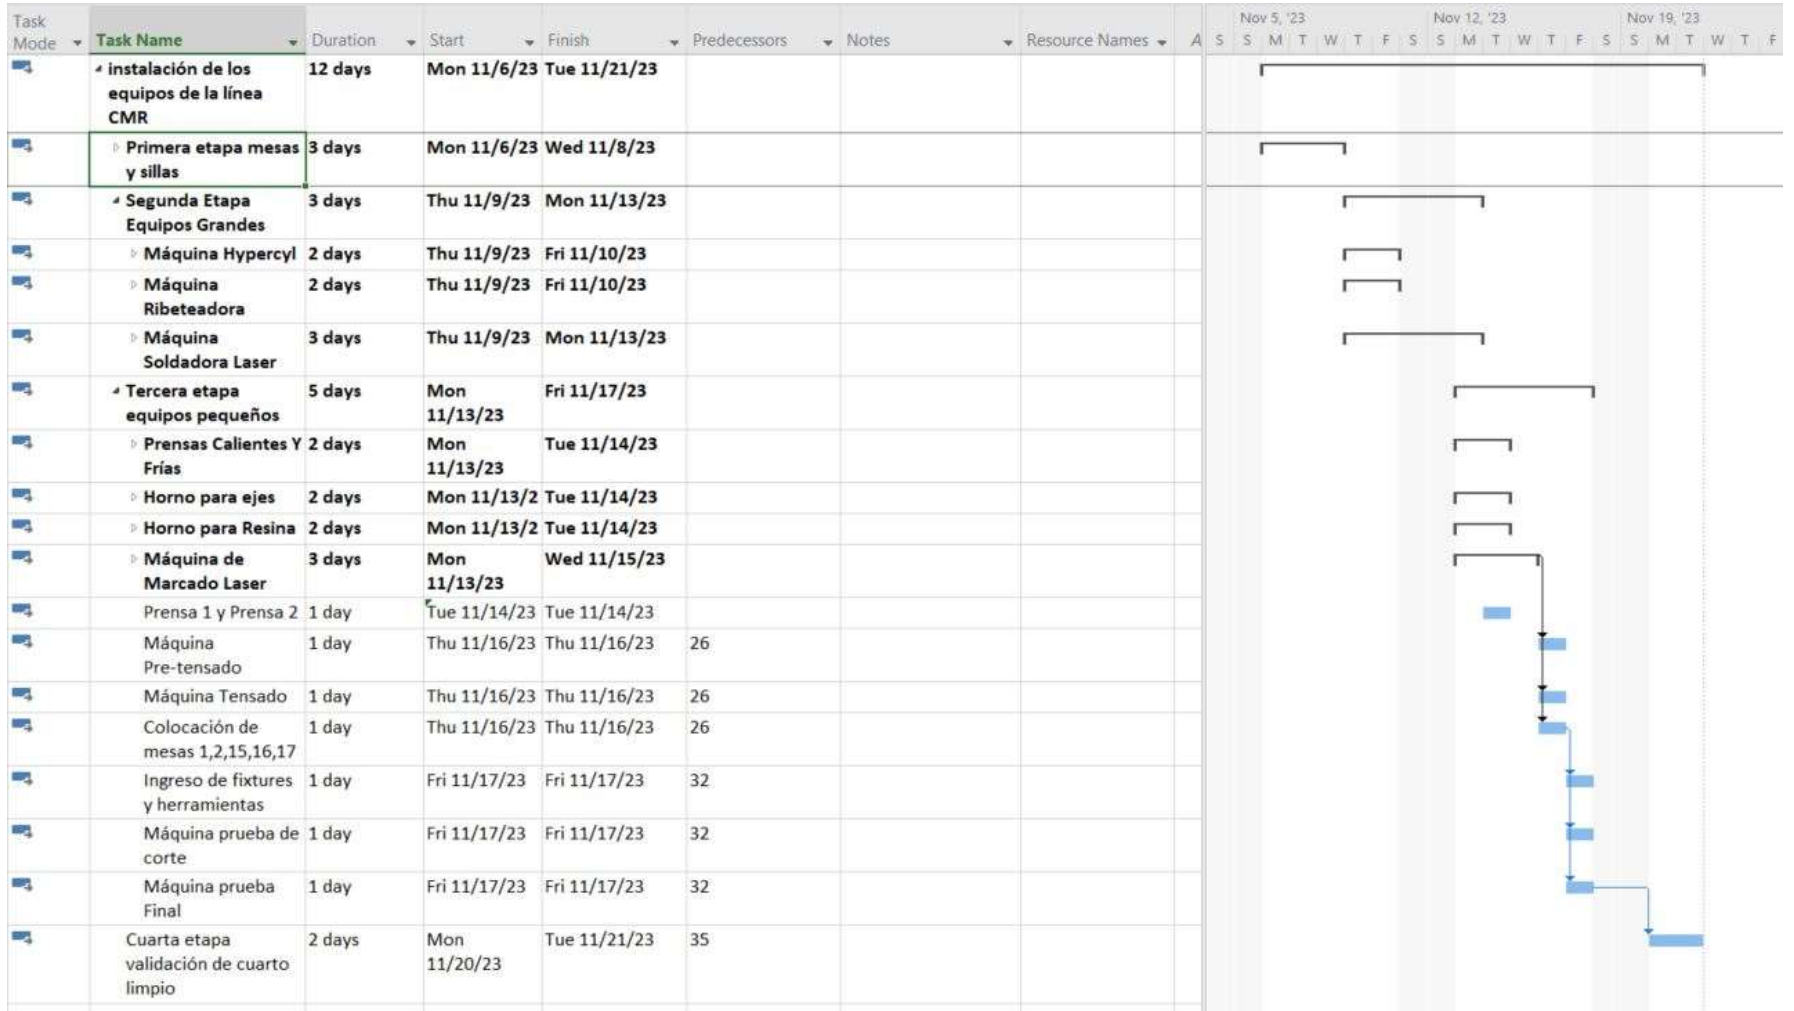 Task Mode Task Name Duration Start Finish Predecessors Notes Resource Names A
Nov 5, '23 Nov 12, '23 Nov 19, '23
S S M T W T F S S M T W T F S S M T W T F
instalación de los equipos de la línea CMR 12 days Mon 11/6/23 Tue 11/21/23
Primera etapa mesas y sillas 3 days Mon 11/6/23 Wed 11/8/23
Segunda Etapa Equipos Grandes 3 days Thu 11/9/23 Mon 11/13/23
Máquina Hypercyl 2 days Thu 11/9/23 Fri 11/10/23
Máquina Ribeteadora 2 days Thu 11/9/23 Fri 11/10/23
Máquina Soldadora Laser 3 days Thu 11/9/23 Mon 11/13/23
Tercera etapa equipos pequeños 5 days Mon 11/13/23 Fri 11/17/23
Prensas Calientes Y Frías 2 days Mon 11/13/23 Tue 11/14/23
Horno para ejes 2 days Mon 11/13/2 Tue 11/14/23
Horno para Resina 2 days Mon 11/13/2 Tue 11/14/23
Máquina de Marcado Laser 3 days Mon 11/13/23 Wed 11/15/23
Prensa 1 y Prensa 2 1 day Tue 11/14/23 Tue 11/14/23
Máquina Pre-tensado 1 day Thu 11/16/23 Thu 11/16/23 26
Máquina Tensado 1 day Thu 11/16/23 Thu 11/16/23 26
Colocación de mesas 1,2,15,16,17 1 day Thu 11/16/23 Thu 11/16/23 26
Ingreso de fixtures y herramientas 1 day Fri 11/17/23 Fri 11/17/23 32
Máquina prueba de corte 1 day Fri 11/17/23 Fri 11/17/23 32
Máquina prueba Final 1 day Fri 11/17/23 Fri 11/17/23 32
Cuarta etapa validación de cuarto limpio 2 days Mon 11/20/23 Tue 11/21/23 35